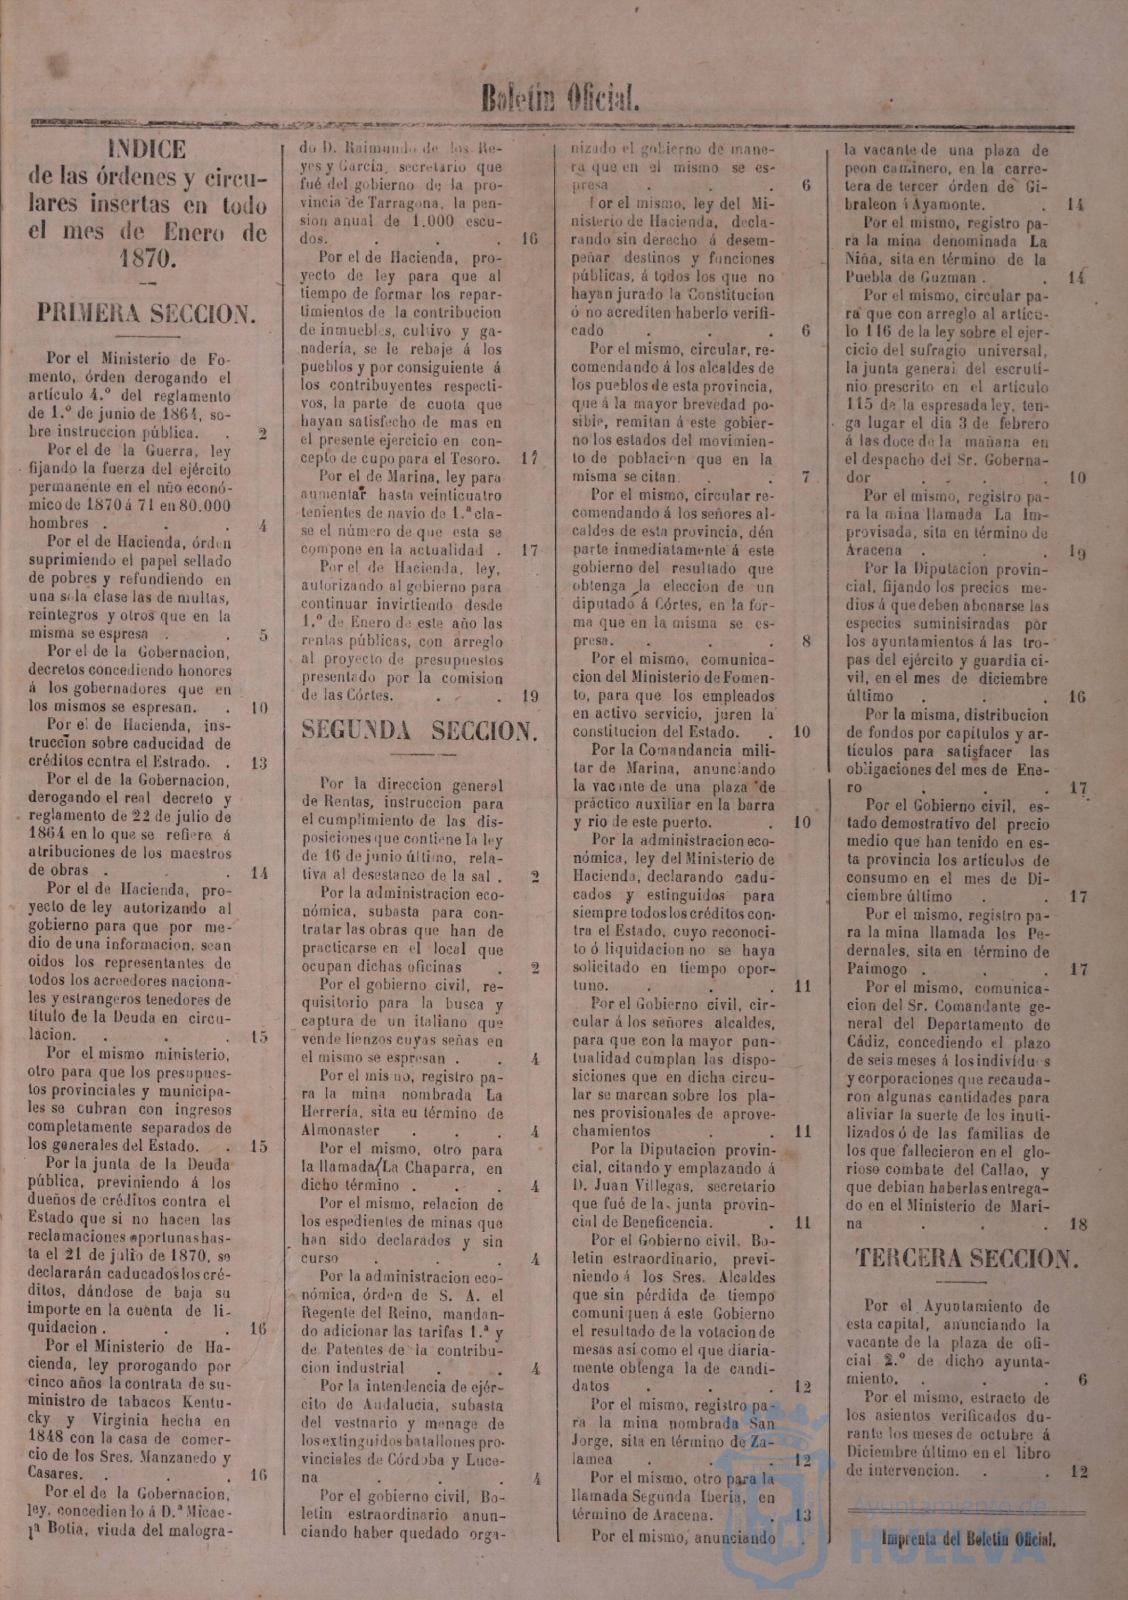 Boletin Oficial.
INDICE
de las órdenes y circu-
lares insertas en todo
el mes de Enero de
1870.
PRIMERA SECCION.
Por el Ministerio de Fo-
mento, órden derogando el
artículo 4.º del reglamento
de 1.º de junio de 1864, so-
bre instruccion pública. . 2
Por el de la Guerra, ley
fijando la fuerza del ejército
permanente en el año econó-
mico de 1870 á 71 en 80.000
hombres . . . 4
Por el de Hacienda, órden
suprimiendo el papel sellado
de pobres y refundiendo en
una sola clase las de multas,
reintegros y otros que en la
misma se espresa . . 5
Por el de la Gobernacion,
decretos concediendo honores
á los gobernadores que en
los mismos se espresan. . 10
Por el de Hacienda, ins-
truccion sobre caducidad de
créditos contra el Estrado. . 13
Por el de la Gobernacion,
derogando el real decreto y
reglamento de 22 de julio de
1864 en lo que se refiere á
atribuciones de los maestros
de obras . . . 14
Por el de Hacienda, pro-
yecto de ley autorizando al
gobierno para que por me-
dio de una informacion, sean
oidos los representantes de
todos los acreedores naciona-
les y estrangeros tenedores de
título de la Deuda en circu-
lacion. . . . 15
Por el mismo ministerio,
otro para que los presupues-
tos provinciales y municipa-
les se cubran con ingresos
completamente separados de
los generales del Estado. . 15
Por la junta de la Deuda
pública, previniendo á los
dueños de créditos contra el
Estado que si no hacen las
reclamaciones oportunas has-
ta el 21 de julio de 1870, se
declararán caducados los cré-
ditos, dándose de baja su
importe en la cuenta de li-
quidacion . . . 16
Por el Ministerio de Ha-
cienda, ley prorogando por
cinco años la contrata de su-
ministro de tabacos Kentu-
cky y Virginia hecha en
1848 con la casa de comer-
cio de los Sres. Manzanedo y
Casares. . . . 16
Por el de la Gobernacion,
ley, concedien lo á D.ª Micae-
la Botia, viuda del malogra-
do D. Raimundo de los Re-
yes y García, secretario que
fué del gobierno de la pro-
vincia de Tarragona, la pen-
sion anual de 1.000 escu-
dos. . . . 16
Por el de Hacienda, pro-
yecto de ley para que al
tiempo de formar los repar-
timientos de la contribucion
de inmuebles, cultivo y ga-
nadería, se le rebaje á los
pueblos y por consiguiente á
los contribuyentes respecti-
vos, la parte de cuota que
hayan satisfecho de mas en
el presente ejercicio en con-
cepto de cupo para el Tesoro. 17
Por el de Marina, ley para
aumentar hasta veinticuatro
tenientes de navio de 1.ª cla-
se el número de que esta se
compone en la actualidad . 17
Por el de Hacienda, ley,
autorizando al gobierno para
continuar invirtiendo desde
1.º de Enero de este año las
rentas públicas, con arreglo
al proyecto de presupuestos
presentado por la comision
de las Córtes. . . . 19
SEGUNDA SECCION.
Por la direccion general
de Rentas, instruccion para
el cumplimiento de las dis-
posiciones que contiene la ley
de 16 de junio último, rela-
tiva al desestanco de la sal . 2
Por la administracion eco-
nómica, subasta para con-
tratar las obras que han de
practicarse en el local que
ocupan dichas oficinas . 2
Por el gobierno civil, re-
quisitorio para la busca y
captura de un italiano que
vende lienzos cuyas señas en
el mismo se espresan . . 4
Por el mis no, registro pa-
ra la mina nombrada La
Herrería, sita eu término de
Almonaster . . . 4
Por el mismo, otro para
la llamada La Chaparra, en
dicho término . . . 4
Por el mismo, relacion de
los espedientes de minas que
han sido declarados y sin
curso . . . 4
Por la administracion eco-
nómica, órden de S. A. el
Regente del Reino, mandan-
do adicionar las tarifas 1.ª y
de Patentes de la contribu-
cion industrial . . 4
Por la intendencia de ejér-
cito de Andalucia, subasta
del vestnario y menage de
los extinguidos batallones pro-
vinciales de Córdoba y Luce-
na . . . 4
Por el gobierno civil, Bo-
letin estraordinario anun-
ciando haber quedado orga-
nizado el gobierno de mane-
ra que en el mismo se es-
presa . . . 6
Por el mismo, ley del Mi-
nisterio de Hacienda, decla-
rando sin derecho á desem-
peñar destinos y funciones
públicas, á todos los que no
hayan jurado la Constitucion
ó no acrediten haberlo verifi-
cado . . . 6
Por el mismo, circular, re-
comendando á los alcaldes de
los pueblos de esta provincia,
que á la mayor brevedad po-
sible, remitan á este gobier-
no los estados del movimien-
to de poblacion que en la
misma se citan . . 7
Por el mismo, circular re-
comendando á los señores al-
caldes de esta provincia, dén
parte inmediatamente á este
gobierno del resultado que
obtenga la eleccion de un
diputado á Córtes, en la for-
ma que en la misma se es-
presa. . . . 8
Por el mismo, comunica-
cion del Ministerio de Fomen-
to, para que los empleados
en activo servicio, juren la
constitucion del Estado. . 10
Por la Comandancia mili-
tar de Marina, anunciando
la vacante de una plaza de
práctico auxiliar en la barra
y rio de este puerto. . 10
Por la administracion eco-
nómica, ley del Ministerio de
Hacienda, declarando cadu-
cados y estinguidos para
siempre todos los créditos con-
tra el Estado, cuyo reconoci-
to ó liquidacion no se haya
solicitado en tiempo opor-
tuno. . . . 11
Por el Gobierno civil, cir-
cular á los señores alcaldes,
para que con la mayor pun-
tualidad cumplan las dispo-
siciones que en dicha circu-
lar se marcan sobre los pla-
nes provisionales de aprove-
chamientos . . 11
Por la Diputacion provin-
cial, citando y emplazando á
D. Juan Villegas, secretario
que fué de la junta provin-
cial de Beneficencia. . 11
Por el Gobierno civil, Bo-
letin estraordinario, previ-
niendo á los Sres. Alcaldes
que sin pérdida de tiempo
comuniquen á este Gobierno
el resultado de la votacion de
mesas así como el que diaria-
mente obtenga la de candi-
datos . . . 12
Por el mismo, registro pa-
ra la mina nombrada San
Jorge, sita en término de Za-
lamea . . . 12
Por el mismo, otro para la
llamada Segunda Iberia, en
término de Aracena. . 13
Por el mismo, anunciando
la vacante de una plaza de
peon caminero, en la carre-
tera de tercer órden de Gi-
braleon á Ayamonte. . 14
Por el mismo, registro pa-
ra la mina denominada La
Niña, sita en término de la
Puebla de Guzman . . 14
Por el mismo, circular pa-
ra que con arreglo al artícu-
lo 116 de la ley sobre el ejer-
cicio del sufragio universal,
la junta general del escruti-
nio prescrito en el artículo
115 de la espresada ley, ten-
ga lugar el dia 3 de febrero
á las doce de la mañana en
el despacho del Sr. Goberna-
dor . . . 10
Por el mismo, registro pa-
ra la mina llamada La Im-
provisada, sita en término de
Aracena . . . 19
Por la Diputacion provin-
cial, fijando los precios me-
dios á que deben abonarse las
especies suminisiradas por
los ayuntamientos á las tro-
pas del ejército y guardia ci-
vil, en el mes de diciembre
último . . . 16
Por la misma, distribucion
de fondos por capítulos y ar-
tículos para satisfacer las
obligaciones del mes de Ene-
ro . . . 17
Por el Gobierno civil, es-
tado demostrativo del precio
medio que han tenido en es-
ta provincia los artículos de
consumo en el mes de Di-
ciembre último . . 17
Por el mismo, registro pa-
ra la mina llamada los Pe-
dernales, sita en término de
Paimogo . . . 17
Por el mismo, comunica-
cion del Sr. Comandante ge-
neral del Departamento de
Cádiz, concediendo el plazo
de seis meses á los individuos
y corporaciones que recauda-
ron algunas cantidades para
aliviar la suerte de los inuti-
lizados ó de las familias de
los que fallecieron en el glo-
rioso combate del Callao, y
que debian haberlas entrega-
do en el Ministerio de Mari-
na . . . 18
TERCERA SECCION.
Por el Ayuntamiento de
esta capital, anunciando la
vacante de la plaza de ofi-
cial 2.º de dicho ayunta-
miento, . . . 6
Por el mismo, estracto de
los asientos verificados du-
rante los meses de octubre á
Diciembre último en el libro
de intervencion. . . 12
Imprenta del Boletin Oficial.
Ayuntamiento de
HUELVA